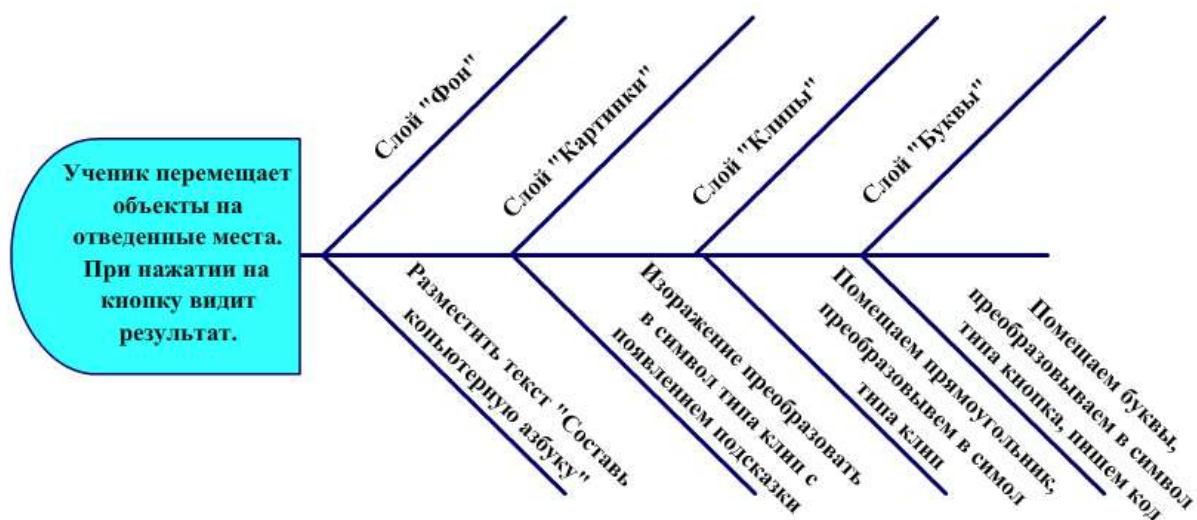 Ученик перемещает
объекты на
отведенные места.
При нажатии на
кнопку видит
результат.
Слой "Фон"
Слой "Картинки"
Слой "Клипы"
Слой "Буквы"
Разместить текст "Составь
копьютерную азбуку"
Изоражение преобразовать
в символ типа клип с
появлением подсказки
Помещаем прямоугольник,
преобразовывем в симол
типа клип
Помещаем буквы,
преобразовываем в символ
типа кнопка, пишем код